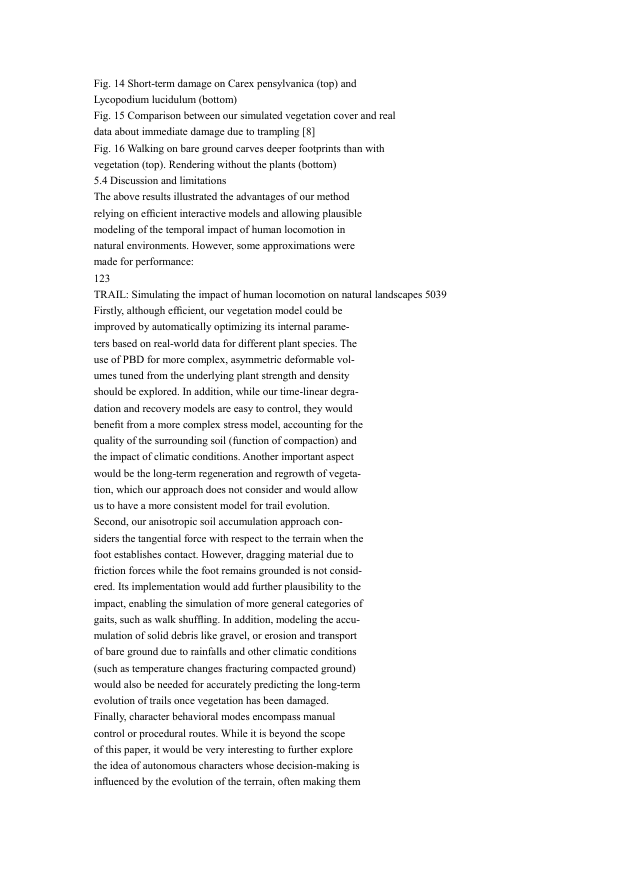 Fig. 14 Short-term damage on Carex pensylvanica (top) and
Lycopodium lucidulum (bottom)
Fig. 15 Comparison between our simulated vegetation cover and real
data about immediate damage due to trampling [8]
Fig. 16 Walking on bare ground carves deeper footprints than with
vegetation (top). Rendering without the plants (bottom)
5.4 Discussion and limitations
The above results illustrated the advantages of our method
relying on efficient interactive models and allowing plausible
modeling of the temporal impact of human locomotion in
natural environments. However, some approximations were
made for performance:
123
TRAIL: Simulating the impact of human locomotion on natural landscapes 5039
Firstly, although efficient, our vegetation model could be
improved by automatically optimizing its internal parame-
ters based on real-world data for different plant species. The
use of PBD for more complex, asymmetric deformable vol-
umes tuned from the underlying plant strength and density
should be explored. In addition, while our time-linear degra-
dation and recovery models are easy to control, they would
benefit from a more complex stress model, accounting for the
quality of the surrounding soil (function of compaction) and
the impact of climatic conditions. Another important aspect
would be the long-term regeneration and regrowth of vegeta-
tion, which our approach does not consider and would allow
us to have a more consistent model for trail evolution.
Second, our anisotropic soil accumulation approach con-
siders the tangential force with respect to the terrain when the
foot establishes contact. However, dragging material due to
friction forces while the foot remains grounded is not consid-
ered. Its implementation would add further plausibility to the
impact, enabling the simulation of more general categories of
gaits, such as walk shuffling. In addition, modeling the accu-
mulation of solid debris like gravel, or erosion and transport
of bare ground due to rainfalls and other climatic conditions
(such as temperature changes fracturing compacted ground)
would also be needed for accurately predicting the long-term
evolution of trails once vegetation has been damaged.
Finally, character behavioral modes encompass manual
control or procedural routes. While it is beyond the scope
of this paper, it would be very interesting to further explore
the idea of autonomous characters whose decision-making is
influenced by the evolution of the terrain, often making them